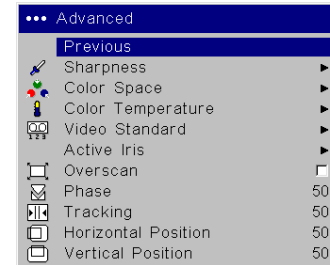 ••• Advanced
Previous
Sharpness
Color Space
Color Temperature
Video Standard
Active Iris
Overscan
Phase 50
Tracking 50
Horizontal Position 50
Vertical Position 50